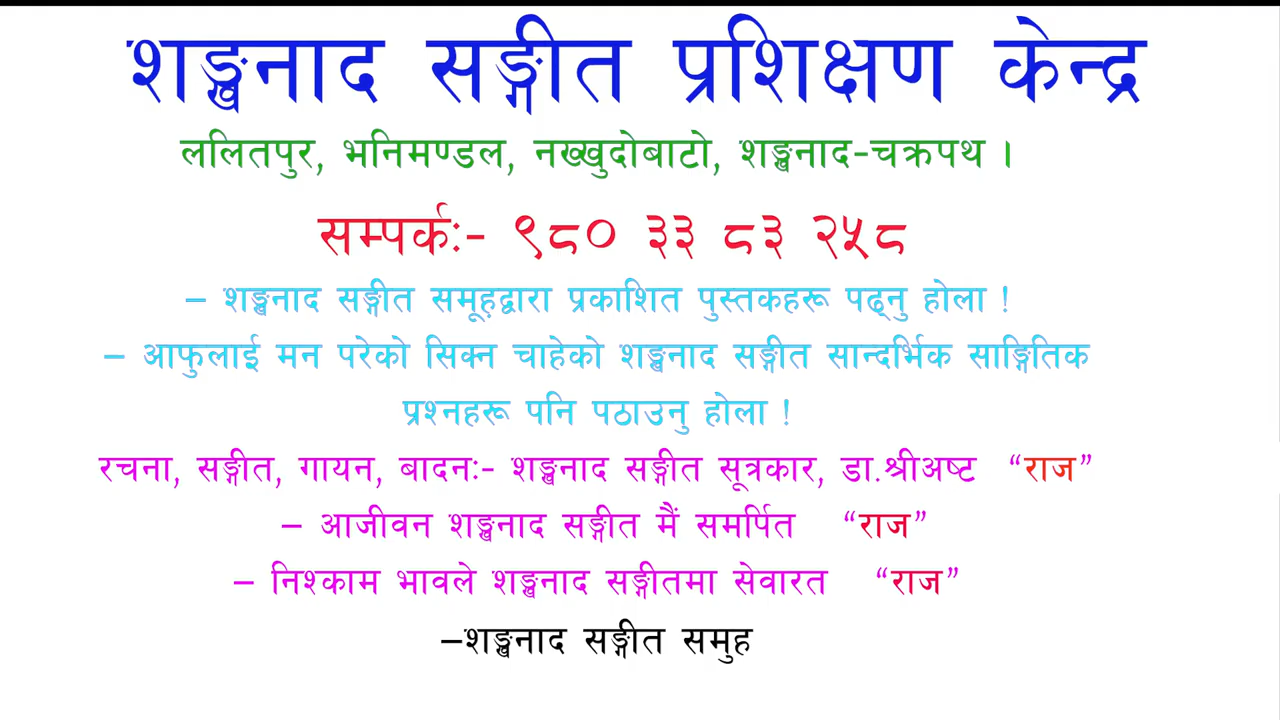 शङ्खनाद सङ्गीत प्रशिक्षण केन्द्र
ललितपुर, भनिमण्डल, नख्खुदोबाटो, शङ्खनाद-चक्रपथ ।
सम्पर्कः- ९८० ३३ ८३ २५८
– शङ्खनाद सङ्गीत समूह़द्वारा प्रकाशित पुस्तकहरू पढ्नु होला !
– आफुलाई मन परेको सिक्न चाहेको शङ्खनाद सङ्गीत सान्दर्भिक साङ्गितिक
प्रश्नहरू पनि पठाउनु होला !
रचना, सङ्गीत, गायन, बादनः- शङ्खनाद सङ्गीत सूत्रकार, डा.श्रीअष्ट “राज”
– आजीवन शङ्खनाद सङ्गीत मैं समर्पित “राज”
– निश्काम भावले शङ्खनाद सङ्गीतमा सेवारत “राज”
–शङ्खनाद सङ्गीत समुह